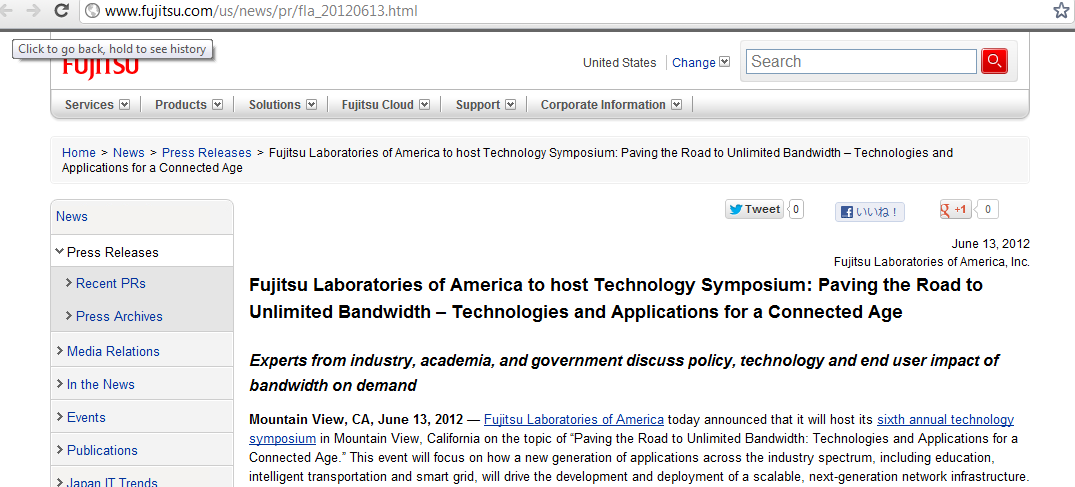 www.fujitsu.com/us/news/pr/fla_20120613.html
Click to go back, hold to see history
FUJITSU
United States Change
Search
Services Products Solutions Fujitsu Cloud Support Corporate Information
Home > News > Press Releases > Fujitsu Laboratories of America to host Technology Symposium: Paving the Road to Unlimited Bandwidth – Technologies and
Applications for a Connected Age
Tweet 0 いいね！ +1 0
News
Press Releases
Recent PRs
Press Archives
Media Relations
In the News
Events
Publications
Japan IT Trends
June 13, 2012
Fujitsu Laboratories of America, Inc.
Fujitsu Laboratories of America to host Technology Symposium: Paving the Road to
Unlimited Bandwidth – Technologies and Applications for a Connected Age
Experts from industry, academia, and government discuss policy, technology and end user impact of
bandwidth on demand
Mountain View, CA, June 13, 2012 — Fujitsu Laboratories of America today announced that it will host its sixth annual technology
symposium in Mountain View, California on the topic of “Paving the Road to Unlimited Bandwidth: Technologies and Applications for a
Connected Age.” This event will focus on how a new generation of applications across the industry spectrum, including education,
intelligent transportation and smart grid, will drive the development and deployment of a scalable, next-generation network infrastructure.